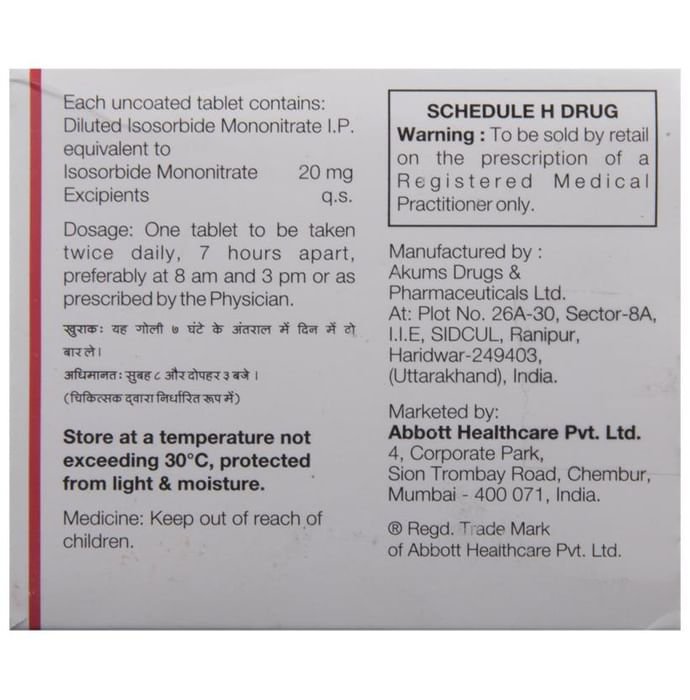 Each uncoated tablet contains:
Diluted Isosorbide Mononitrate I.P.
equivalent to
Isosorbide Mononitrate 20 mg
Excipients q.s.
Dosage: One tablet to be taken
twice daily, 7 hours apart,
preferably at 8 am and 3 pm or as
prescribed by the Physician.
खुराक: यह गोली ७ घंटे के अंतराल में दिन में दो
बार ले।
अधिमानत: सुबह ८ और दोपहर ३ बजे ।
(चिकित्सक द्वारा निर्धारित रूप में)
Store at a temperature not
exceeding 30°C, protected
from light & moisture.
Medicine: Keep out of reach of
children.
SCHEDULE H DRUG
Warning : To be sold by retail
on the prescription of a
Registered Medical
Practitioner only.
Manufactured by :
Akums Drugs &
Pharmaceuticals Ltd.
At: Plot No. 26A-30, Sector-8A,
I.I.E, SIDCUL, Ranipur,
Haridwar-249403,
(Uttarakhand), India.
Marketed by:
Abbott Healthcare Pvt. Ltd.
4, Corporate Park,
Sion Trombay Road, Chembur,
Mumbai - 400 071, India.
® Regd. Trade Mark
of Abbott Healthcare Pvt. Ltd.